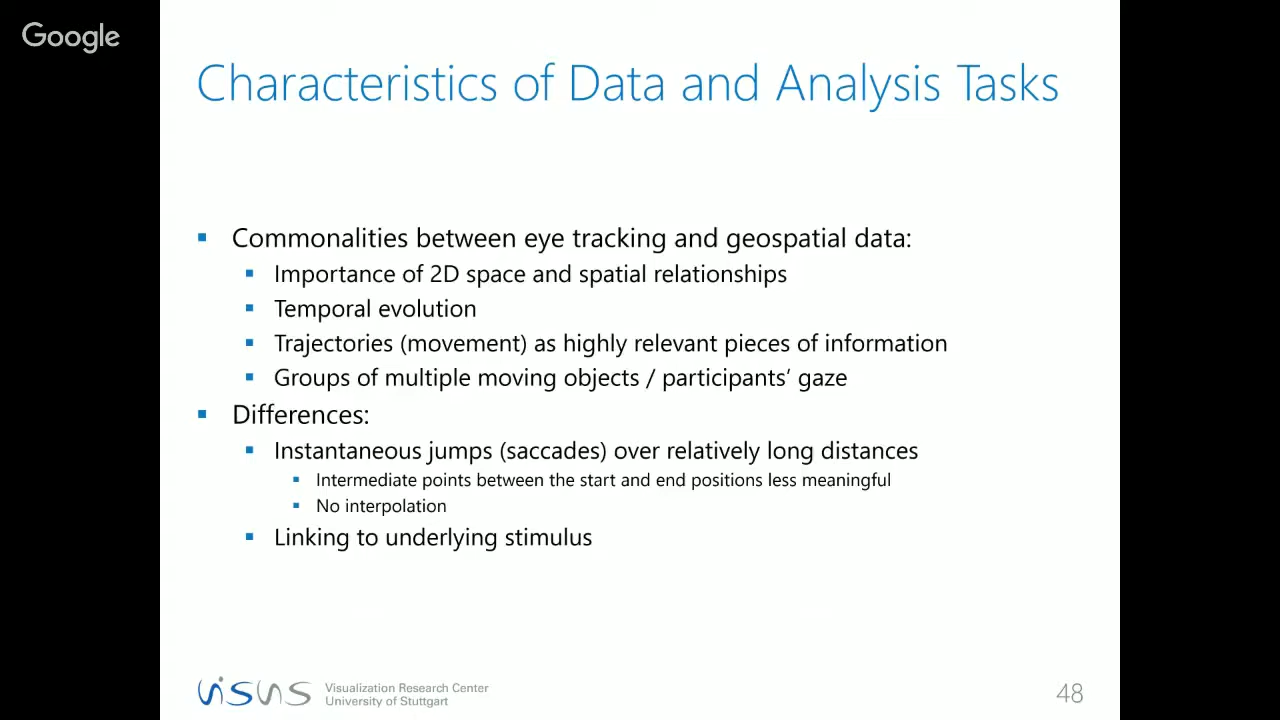 Google
Characteristics of Data and Analysis Tasks
Commonalities between eye tracking and geospatial data:
Importance of 2D space and spatial relationships
Temporal evolution
Trajectories (movement) as highly relevant pieces of information
Groups of multiple moving objects / participants‘ gaze
Differences:
Instantaneous jumps (saccades) over relatively long distances
Intermediate points between the start and end positions less meaningful
No interpolation
Linking to underlying stimulus
VISUS
Visualization Research Center
University of Stuttgart
48